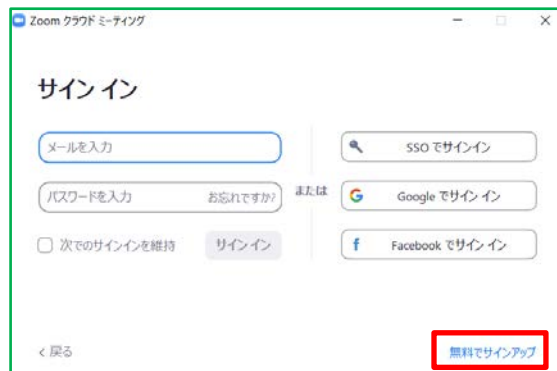 Zoom クラウド ミーティング
サイン イン
メールを入力
パスワードを入力 お忘れですか?
次でのサインインを維持 サイン イン
または
SSO でサインイン
Google でサイン イン
Facebook でサイン イン
< 戻る
無料でサインアップ